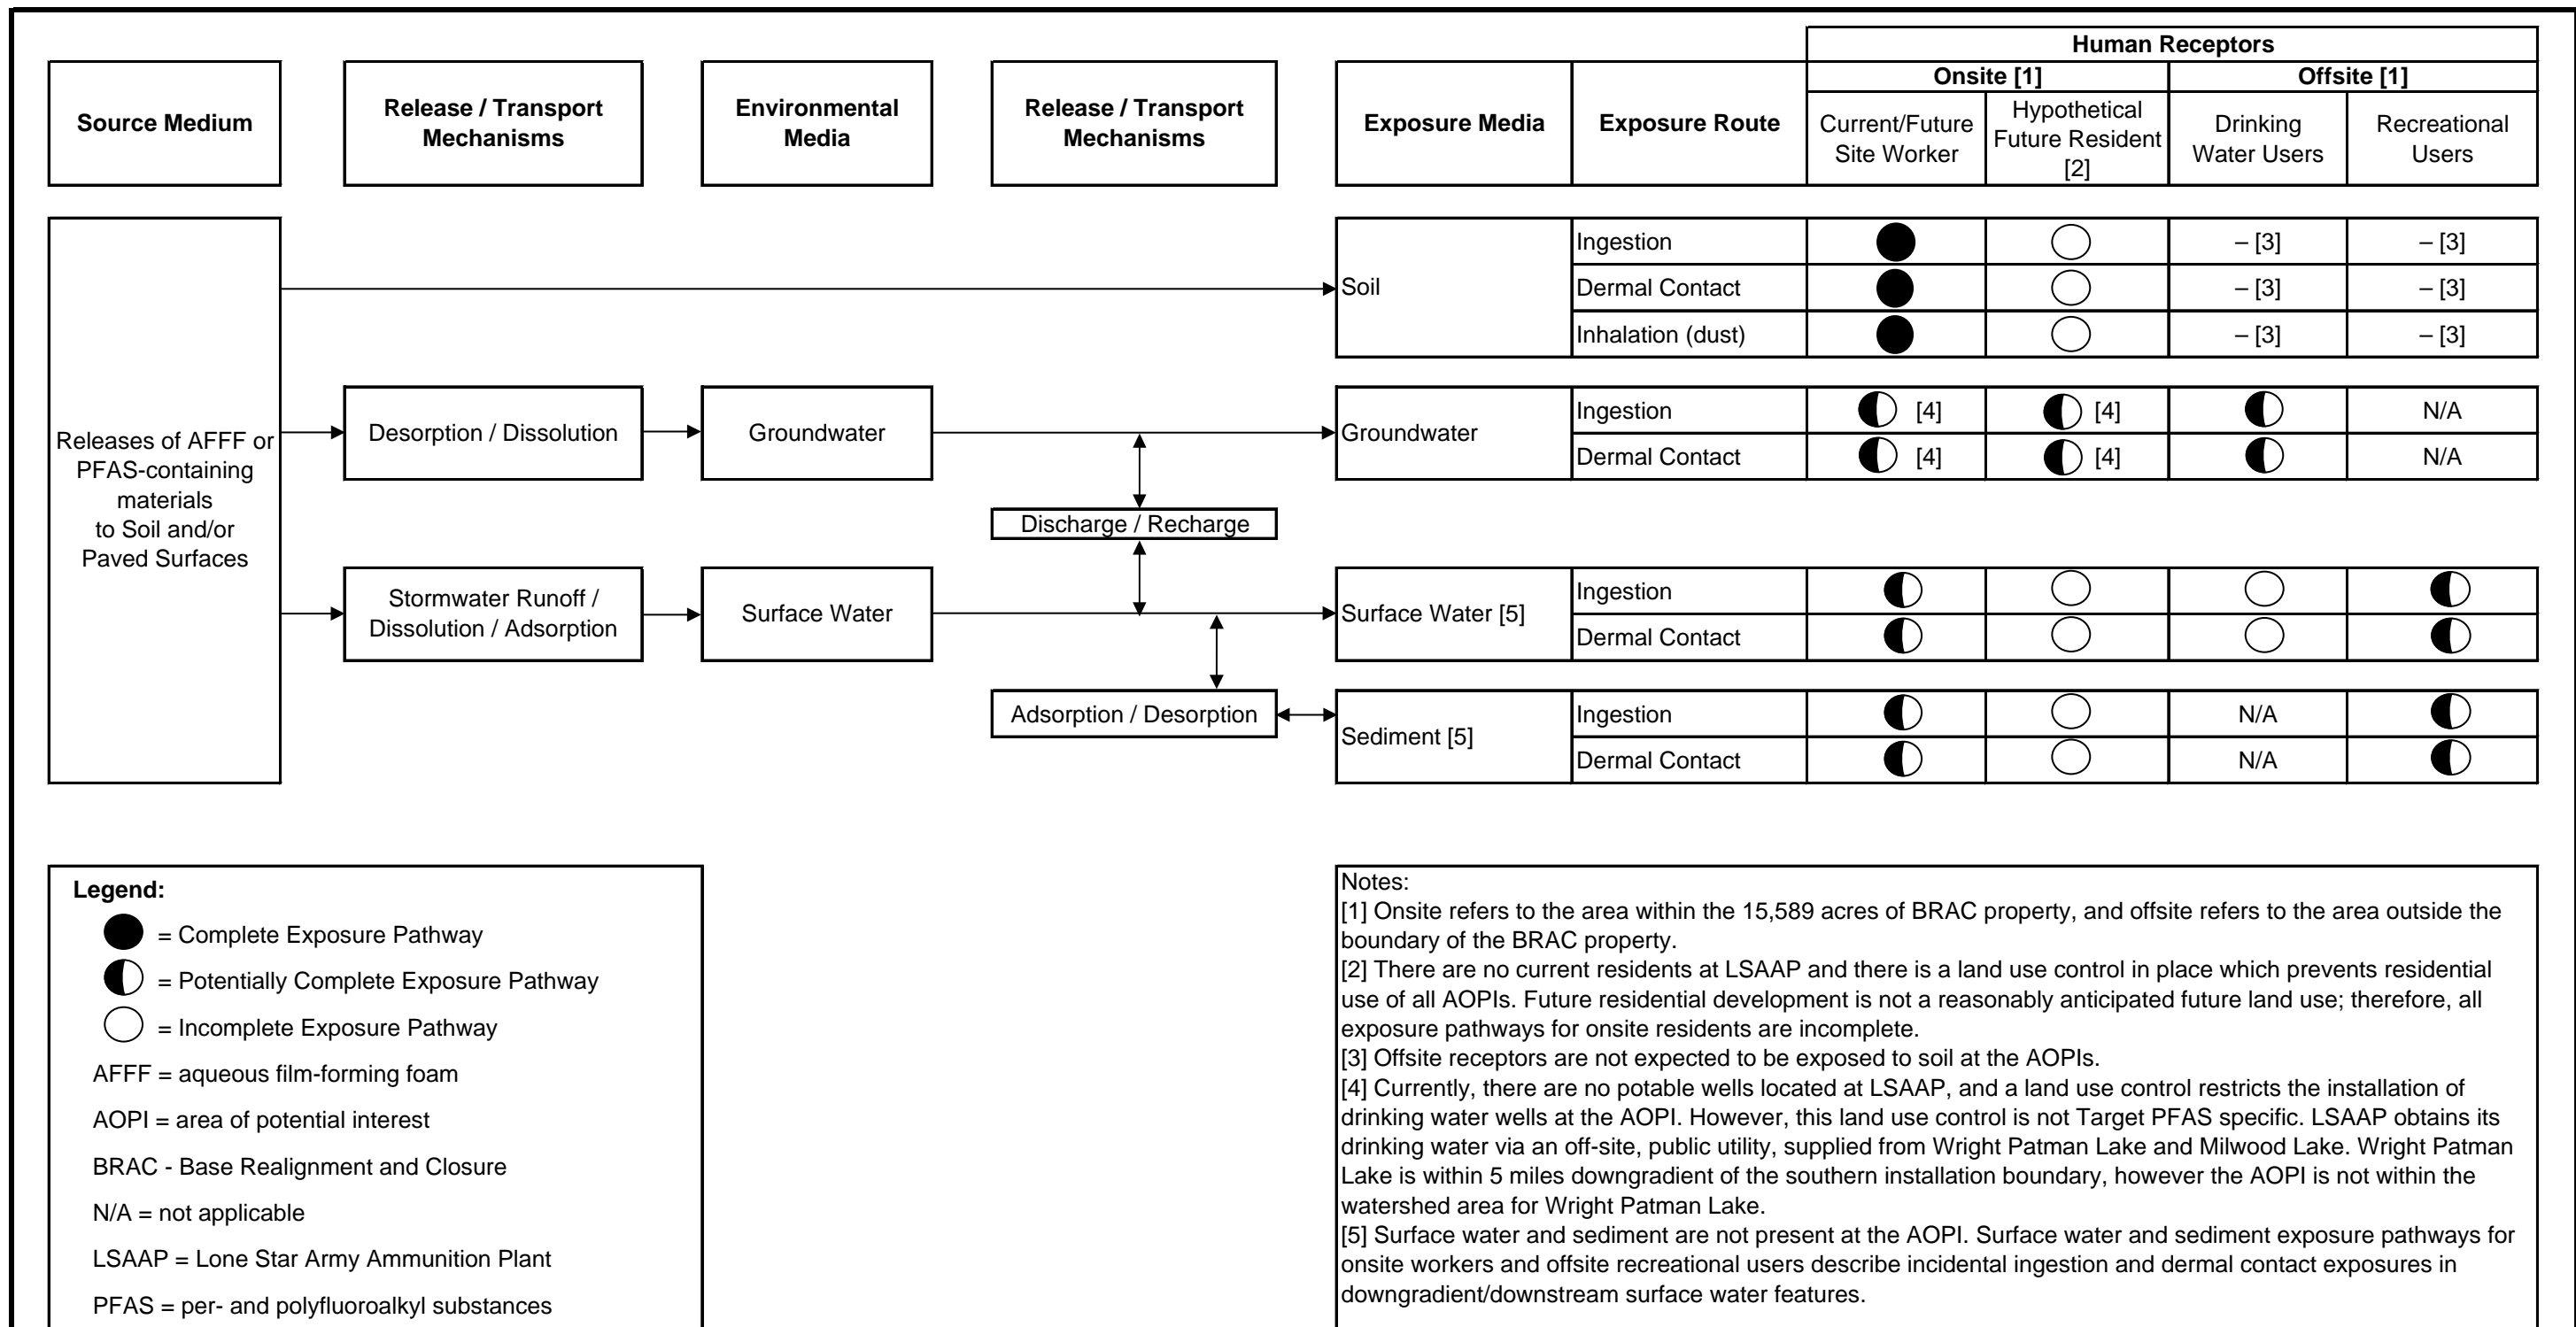 Human Receptors
Source Medium
Release / Transport
Mechanisms
Environmental
Media
Release / Transport
Mechanisms
Exposure Media
Exposure Route
Onsite [1]
Offsite [1]
Current/Future
Site Worker
Hypothetical
Future Resident
[2]
Drinking
Water Users
Recreational
Users
Releases of AFFF or
PFAS-containing
materials
to Soil and/or
Paved Surfaces
Soil
Ingestion
– [3]
– [3]
Dermal Contact
– [3]
– [3]
Inhalation (dust)
– [3]
– [3]
Desorption / Dissolution
Groundwater
Groundwater
Ingestion
[4]
[4]
N/A
Dermal Contact
[4]
[4]
N/A
Discharge / Recharge
Stormwater Runoff /
Dissolution / Adsorption
Surface Water
Surface Water [5]
Ingestion
Dermal Contact
Adsorption / Desorption
Sediment [5]
Ingestion
N/A
Dermal Contact
N/A
Legend:
= Complete Exposure Pathway
= Potentially Complete Exposure Pathway
= Incomplete Exposure Pathway
AFFF = aqueous film-forming foam
AOPI = area of potential interest
BRAC - Base Realignment and Closure
N/A = not applicable
LSAAP = Lone Star Army Ammunition Plant
PFAS = per- and polyfluoroalkyl substances
Notes:
[1] Onsite refers to the area within the 15,589 acres of BRAC property, and offsite refers to the area outside the
boundary of the BRAC property.
[2] There are no current residents at LSAAP and there is a land use control in place which prevents residential
use of all AOPIs. Future residential development is not a reasonably anticipated future land use; therefore, all
exposure pathways for onsite residents are incomplete.
[3] Offsite receptors are not expected to be exposed to soil at the AOPIs.
[4] Currently, there are no potable wells located at LSAAP, and a land use control restricts the installation of
drinking water wells at the AOPI. However, this land use control is not Target PFAS specific. LSAAP obtains its
drinking water via an off-site, public utility, supplied from Wright Patman Lake and Milwood Lake. Wright Patman
Lake is within 5 miles downgradient of the southern installation boundary, however the AOPI is not within the
watershed area for Wright Patman Lake.
[5] Surface water and sediment are not present at the AOPI. Surface water and sediment exposure pathways for
onsite workers and offsite recreational users describe incidental ingestion and dermal contact exposures in
downgradient/downstream surface water features.